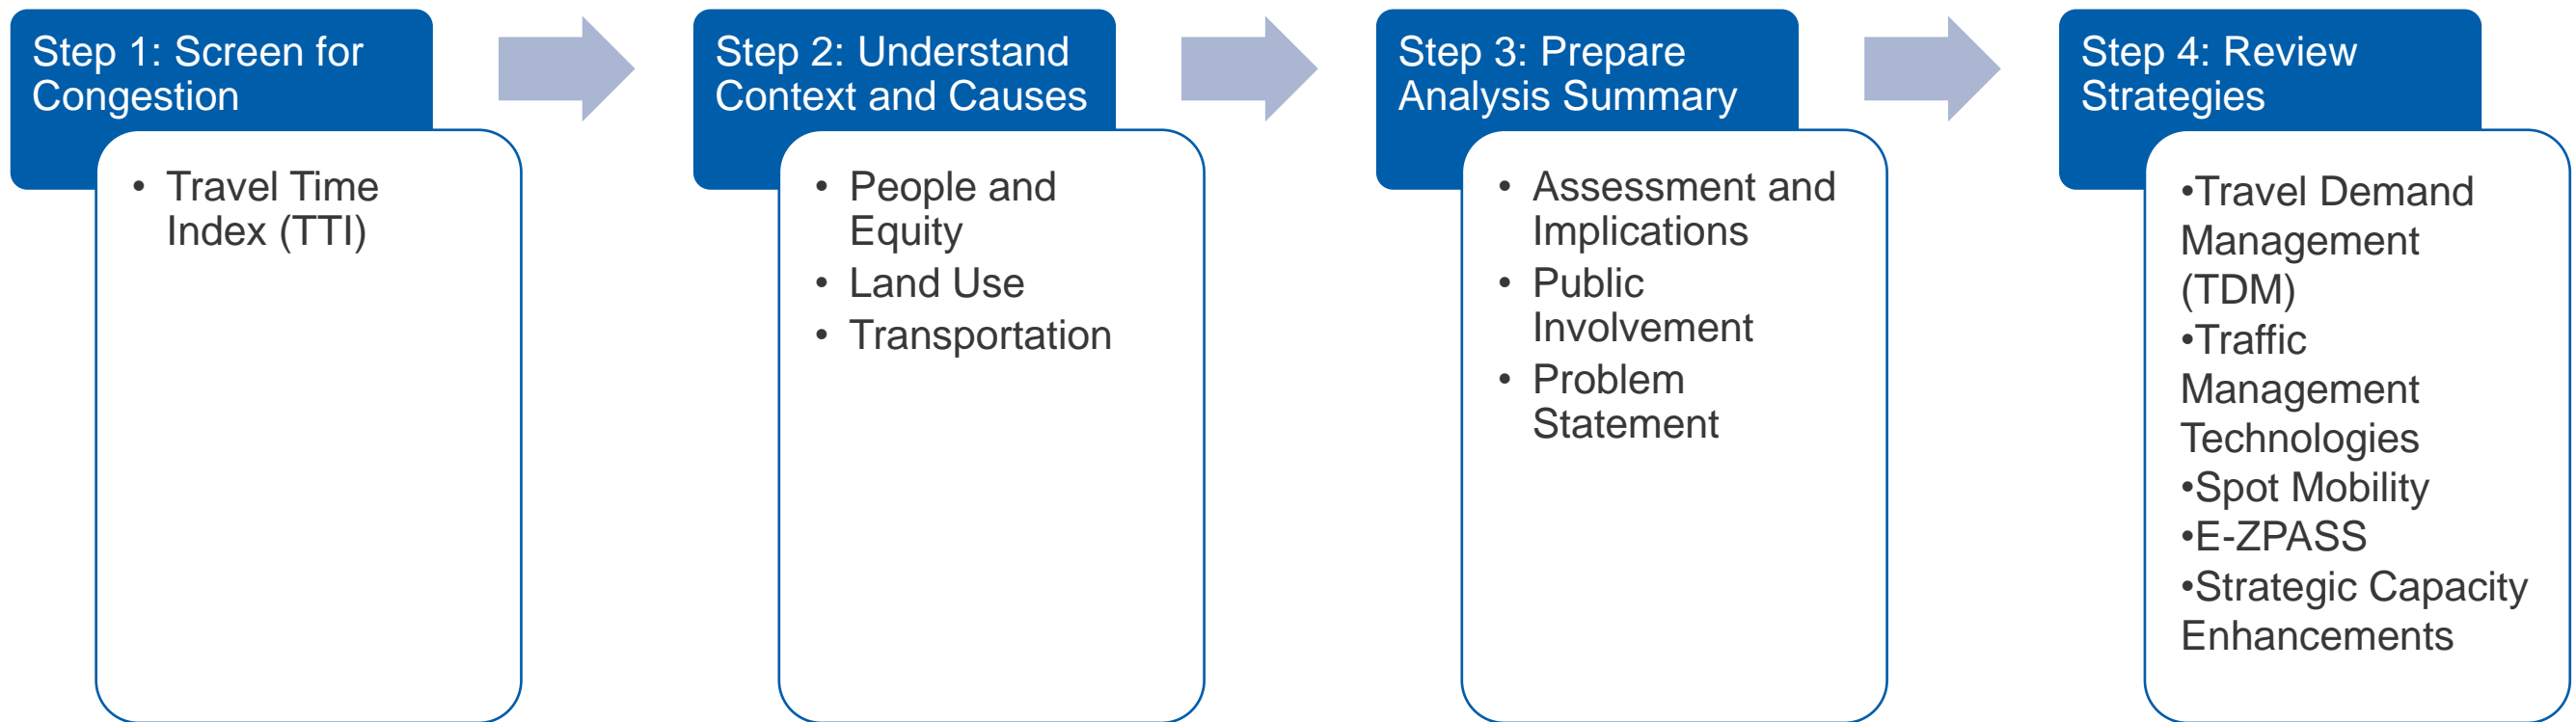 Step 1: Screen for
Congestion
• Travel Time
Index (TTI)
Step 2: Understand
Context and Causes
• People and
Equity
• Land Use
• Transportation
Step 3: Prepare
Analysis Summary
• Assessment and
Implications
• Public
Involvement
• Problem
Statement
Step 4: Review
Strategies
•Travel Demand
Management
(TDM)
•Traffic
Management
Technologies
•Spot Mobility
•E-ZPASS
•Strategic Capacity
Enhancements